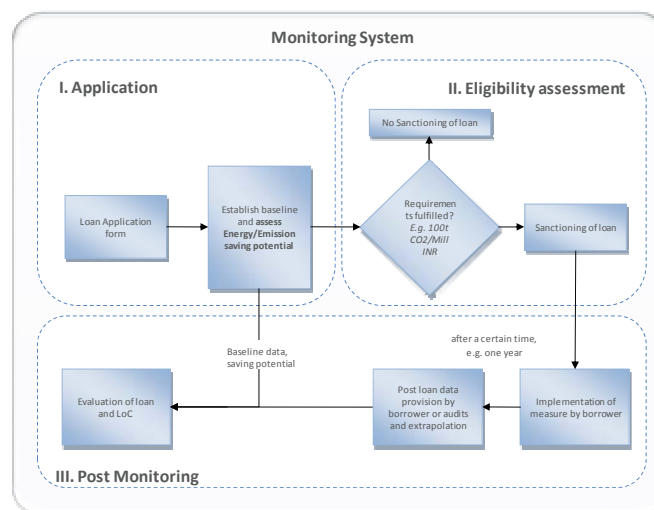 Monitoring System
I. Application
II. Eligibility assessment
No Sanctioning of loan
Loan Application
form
Establish baseline
and assess
Energy/Emission
saving potential
Requiremen
ts fulfilled?
E.g. 100t
CO2/Mill
INR
Sanctioning of loan
Baseline data,
saving potential
after a certain time,
e.g. one year
Evaluation of loan
and LoC
Post loan data
provision by
borrower or audits
and extrapolation
Implementation of
measure by borrower
III. Post Monitoring